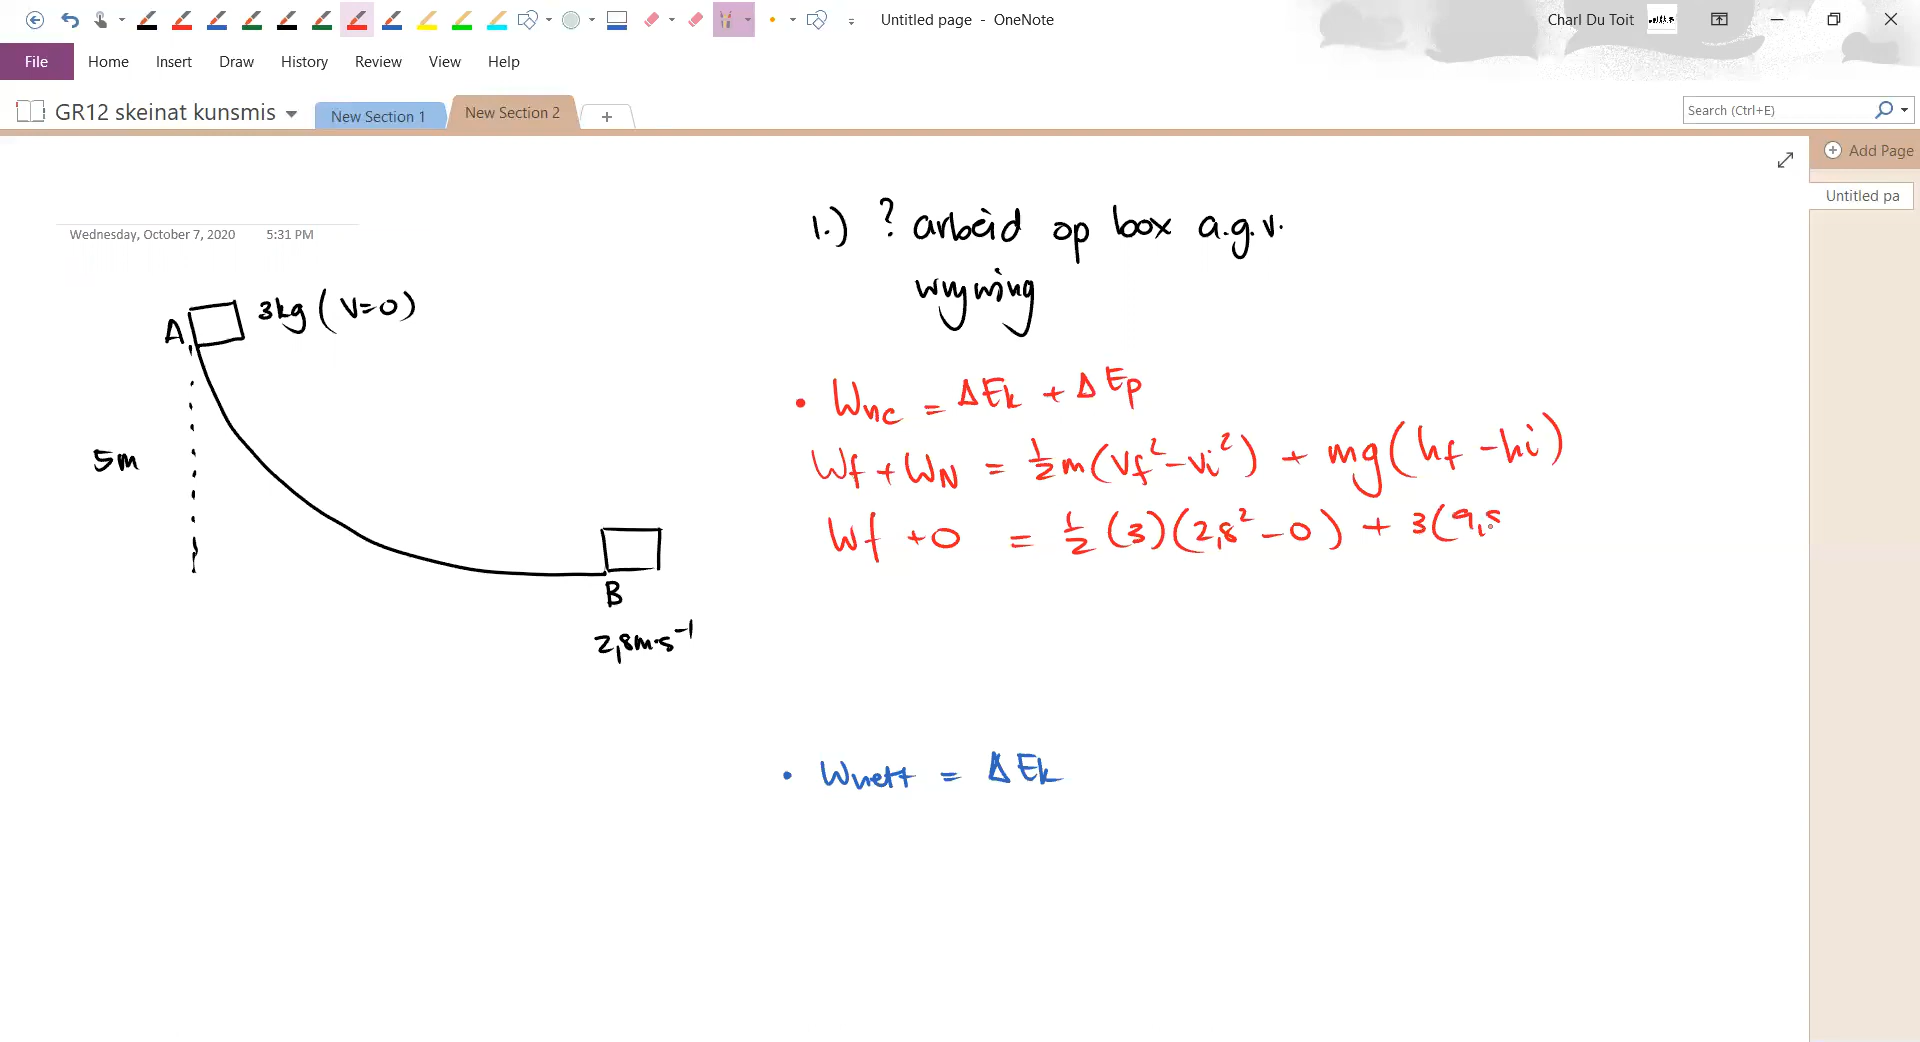 Untitled page - OneNote
Charl Du Toit
File Home Insert Draw History Review View Help
GR12 skeinat kunsmis
New Section 1
New Section 2
+
Search (Ctrl+E)
Add Page
Untitled pa
Wednesday, October 7, 2020 5:31 PM
A 3kg (V=0)
5m
B
2,8m·s⁻¹
1.) ? arbeid op box a.g.v.
wrywing
• Wnc = ΔEk + ΔEp
Wf + WN = ½m(Vf² - Vi²) + mg(hf - hi)
Wf + 0 = ½(3)(2,8² - 0) + 3(9,8
• Wnett = ΔEk